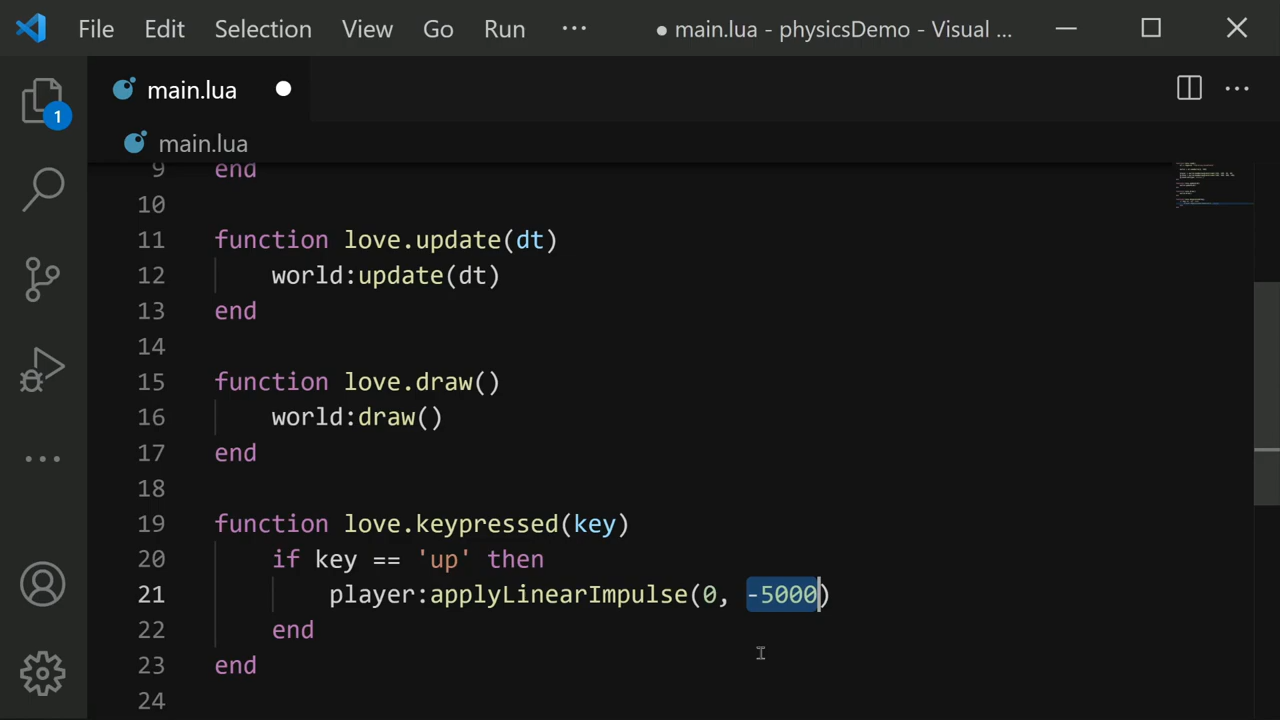 File Edit Selection View Go Run ··· ● main.lua - physicsDemo - Visual ...
main.lua
main.lua
1
9 end
10
11 function love.update(dt)
12 world:update(dt)
13 end
14
15 function love.draw()
16 world:draw()
17 end
18
19 function love.keypressed(key)
20 if key == 'up' then
21 player:applyLinearImpulse(0, -5000)
22 end
23 end
24